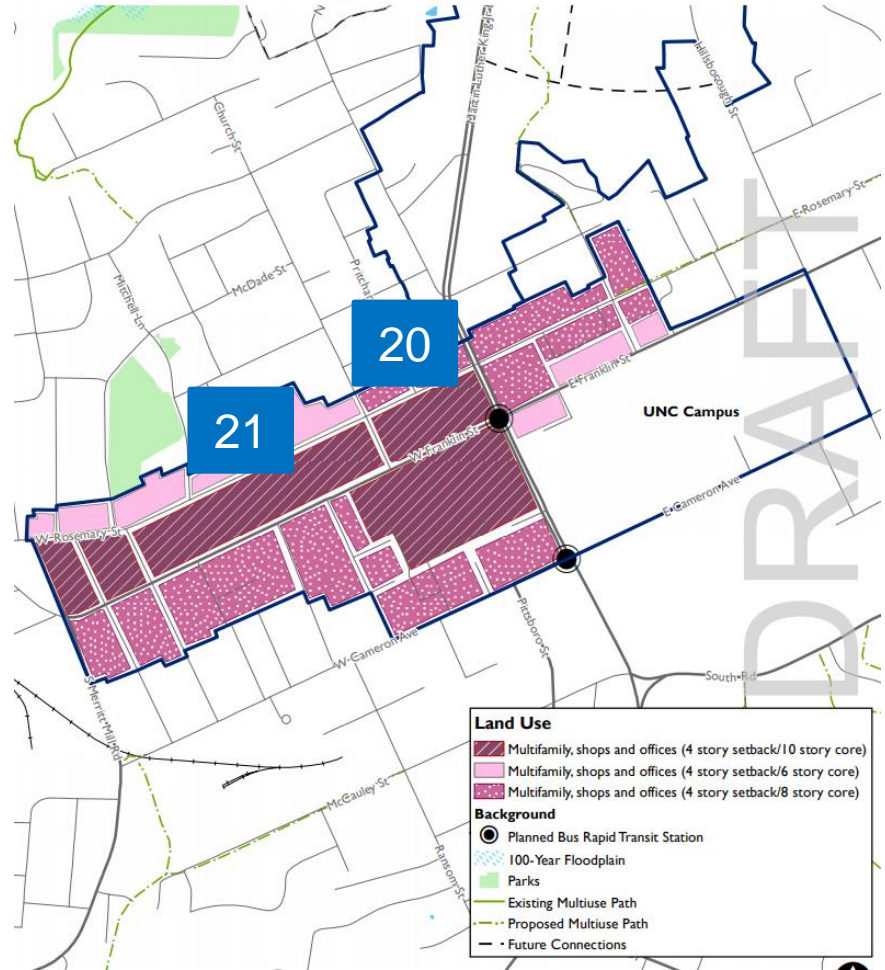 Martin Luther King Jr
Hillsborough St
Church St
E Rosemary St
Mitchell Ln
McDade St
20
21
E Franklin St
UNC Campus
W Franklin St
E Cameron Ave
W Rosemary St
DRAFT
W Cameron Ave
Pittsboro St
South Rd
S Merritt Mill Rd
McCauley St
Ransom St
Land Use
Multifamily, shops and offices (4 story setback/10 story core)
Multifamily, shops and offices (4 story setback/6 story core)
Multifamily, shops and offices (4 story setback/8 story core)
Background
Planned Bus Rapid Transit Station
100-Year Floodplain
Parks
Existing Multiuse Path
Proposed Multiuse Path
Future Connections